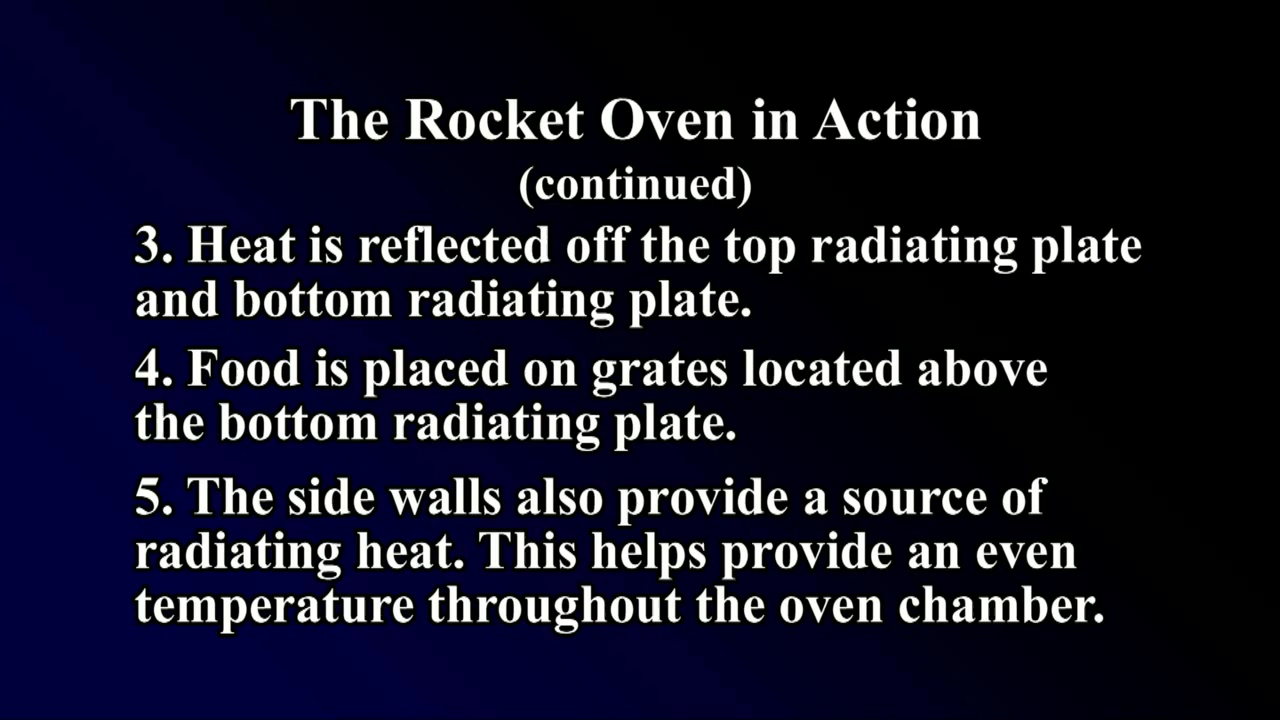 The Rocket Oven in Action
(continued)
3. Heat is reflected off the top radiating plate
and bottom radiating plate.
4. Food is placed on grates located above
the bottom radiating plate.
5. The side walls also provide a source of
radiating heat. This helps provide an even
temperature throughout the oven chamber.